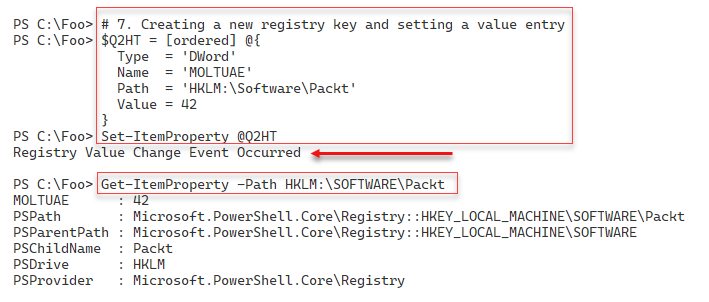 PS C:\Foo> # 7. Creating a new registry key and setting a value entry
PS C:\Foo> $Q2HT = [ordered] @{
  Type  = 'DWord'
  Name  = 'MOLTUAE'
  Path  = 'HKLM:\Software\Packt'
  Value = 42
}
PS C:\Foo> Set-ItemProperty @Q2HT
Registry Value Change Event Occurred
PS C:\Foo> Get-ItemProperty -Path HKLM:\SOFTWARE\Packt
MOLTUAE      : 42
PSPath       : Microsoft.PowerShell.Core\Registry::HKEY_LOCAL_MACHINE\SOFTWARE\Packt
PSParentPath : Microsoft.PowerShell.Core\Registry::HKEY_LOCAL_MACHINE\SOFTWARE
PSChildName  : Packt
PSDrive      : HKLM
PSProvider   : Microsoft.PowerShell.Core\Registry